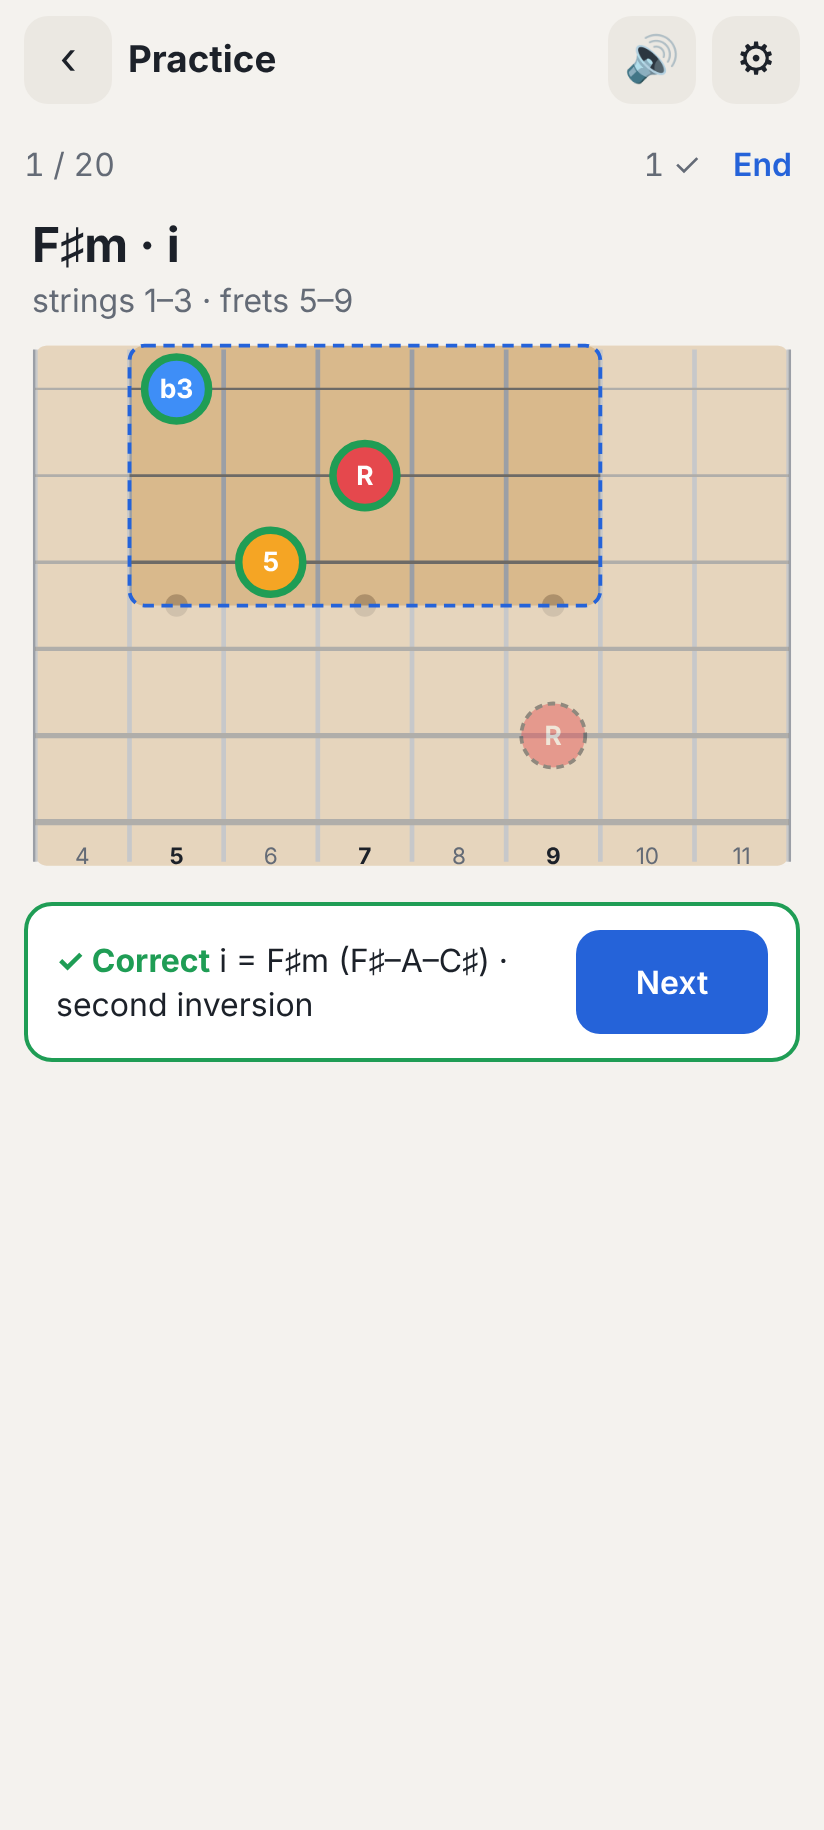 ‹ Practice
1 / 20 1 ✓ End
F♯m · i
strings 1–3 · frets 5–9
b3
R
5
R
4 5 6 7 8 9 10 11
✓ Correct i = F♯m (F♯–A–C♯) ·
second inversion
Next